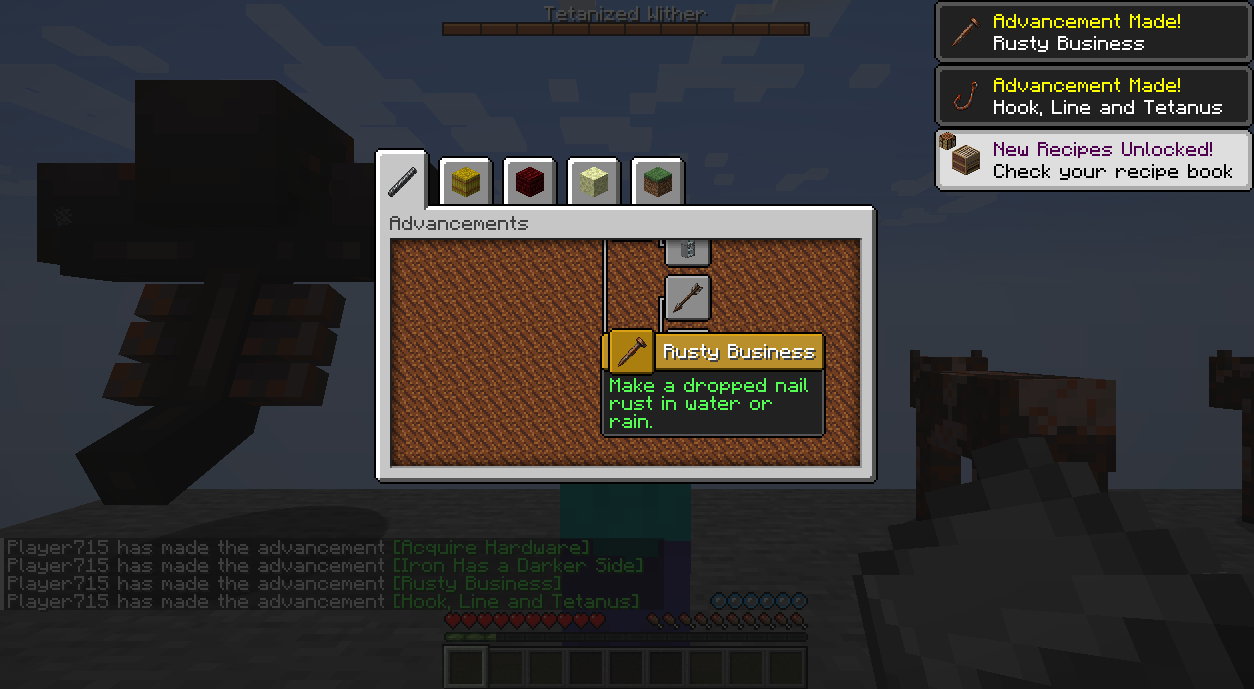 Tetanized Wither
Advancement Made!
Rusty Business
Advancement Made!
Hook, Line and Tetanus
New Recipes Unlocked!
Check your recipe book
Advancements
Rusty Business
Make a dropped nail
rust in water or
rain.
Player715 has made the advancement [Acquire Hardware]
Player715 has made the advancement [Iron Has a Darker Side]
Player715 has made the advancement [Rusty Business]
Player715 has made the advancement [Hook, Line and Tetanus]